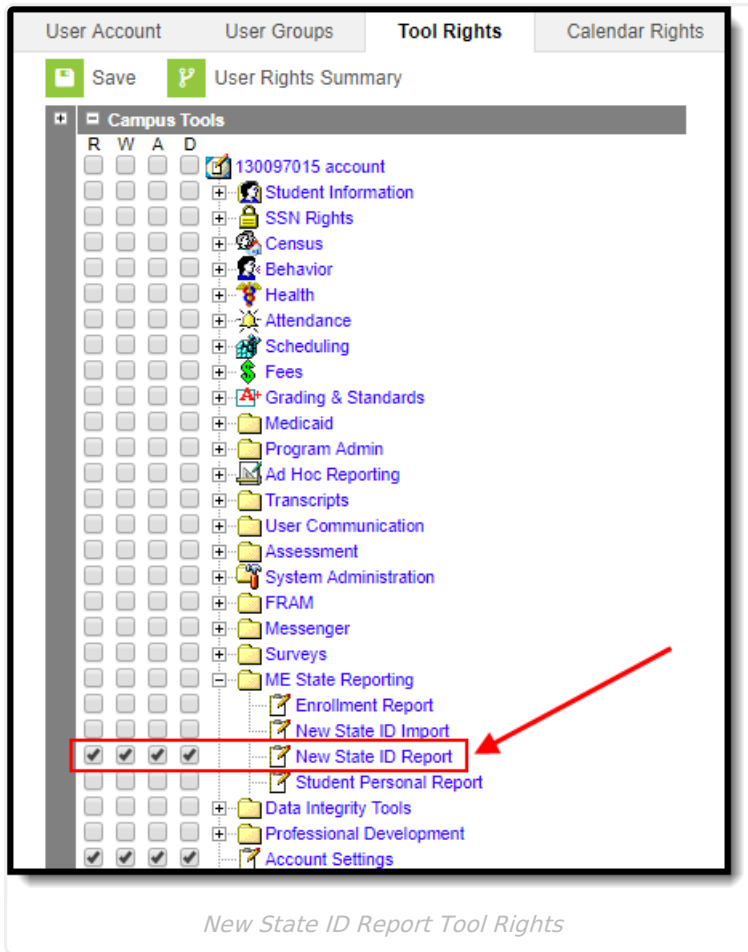 User Account User Groups Tool Rights Calendar Rights
Save User Rights Summary
Campus Tools
R W A D
130097015 account
Student Information
SSN Rights
Census
Behavior
Health
Attendance
Scheduling
$ Fees
A+ Grading & Standards
Medicaid
Program Admin
Ad Hoc Reporting
Transcripts
User Communication
Assessment
System Administration
FRAM
Messenger
Surveys
ME State Reporting
Enrollment Report
New State ID Import
New State ID Report
Student Personal Report
Data Integrity Tools
Professional Development
Account Settings
New State ID Report Tool Rights